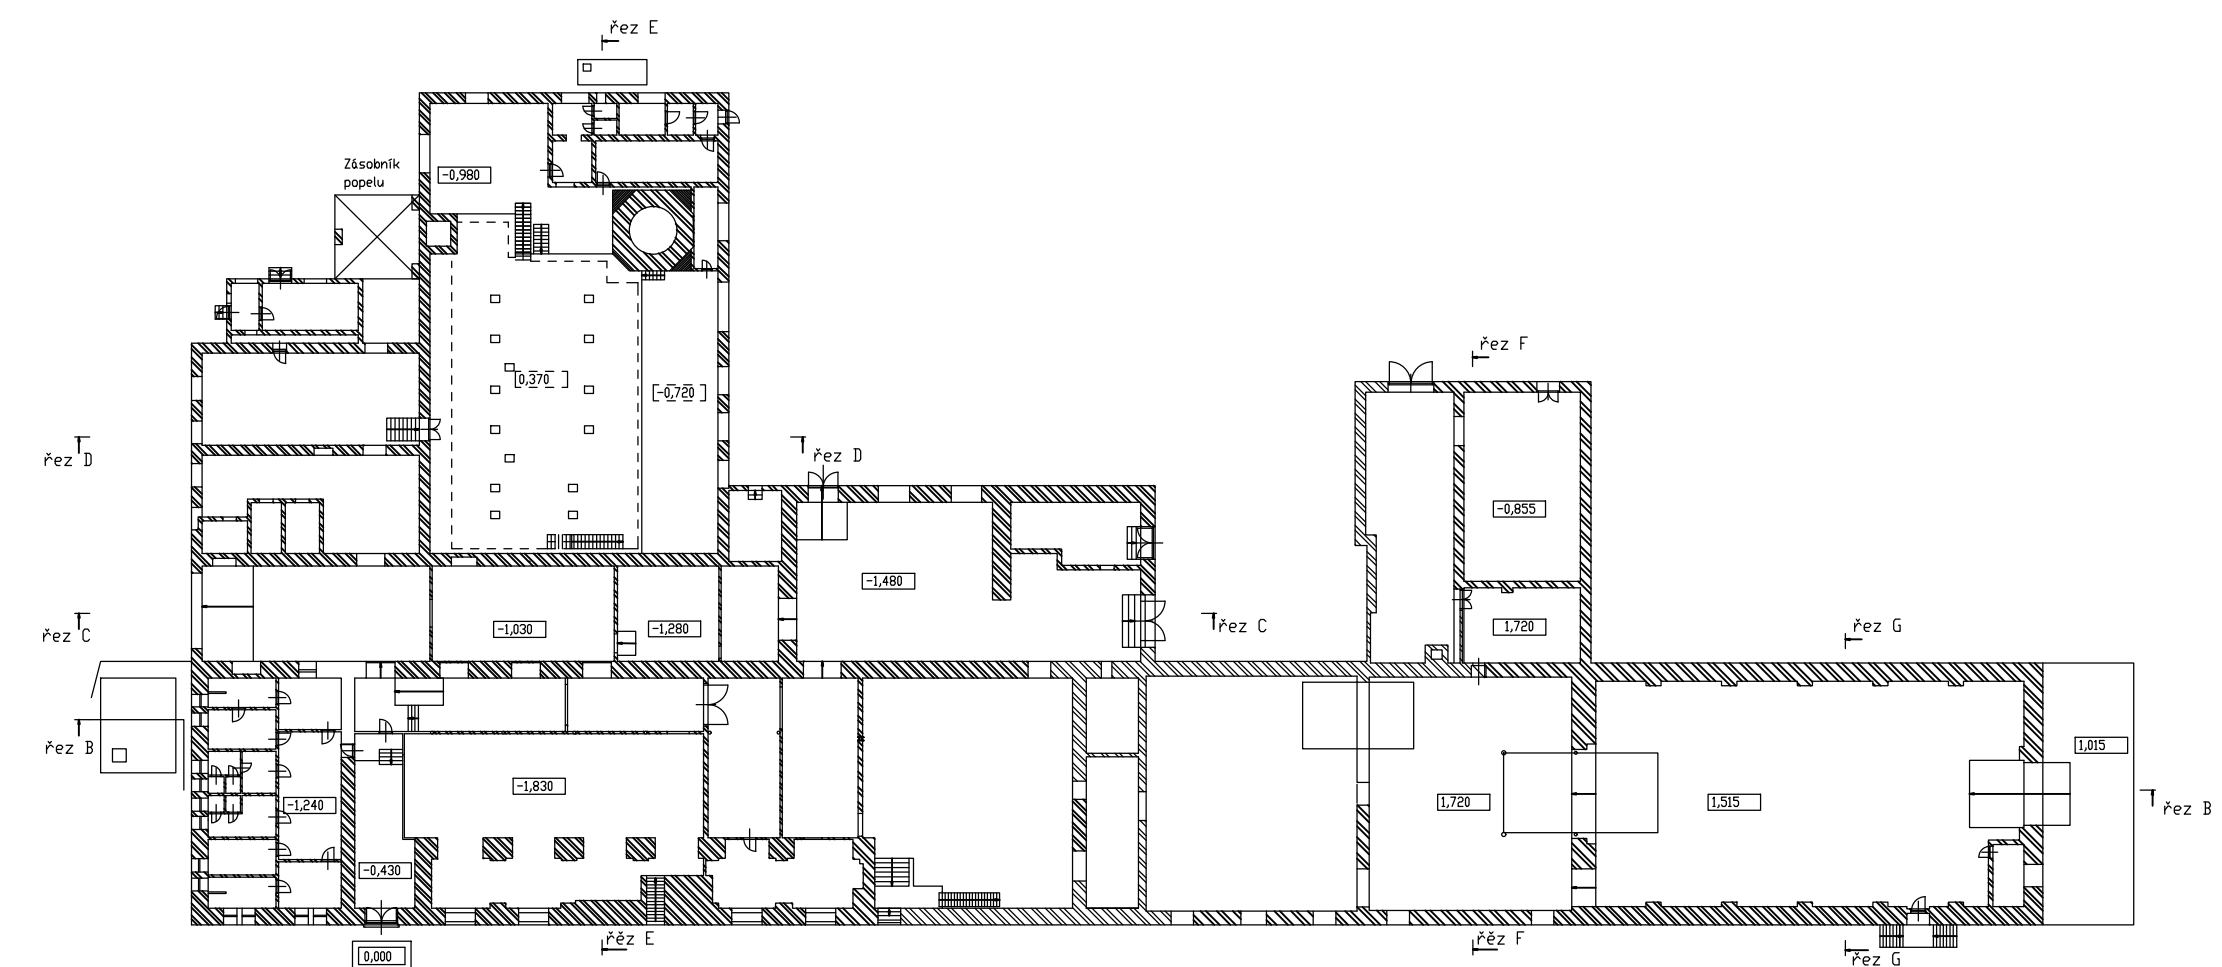 řez E
Zásobník
popelu
-0,980
řez F
0,370
-0,720
řez D
řez D
-0,855
-1,480
řez C
-1,030
-1,280
řez C
1,720
řez G
řez B
1,015
-1,830
-1,240
1,720
1,515
řez B
-0,430
řěz E
řěz F
0,000
řez G